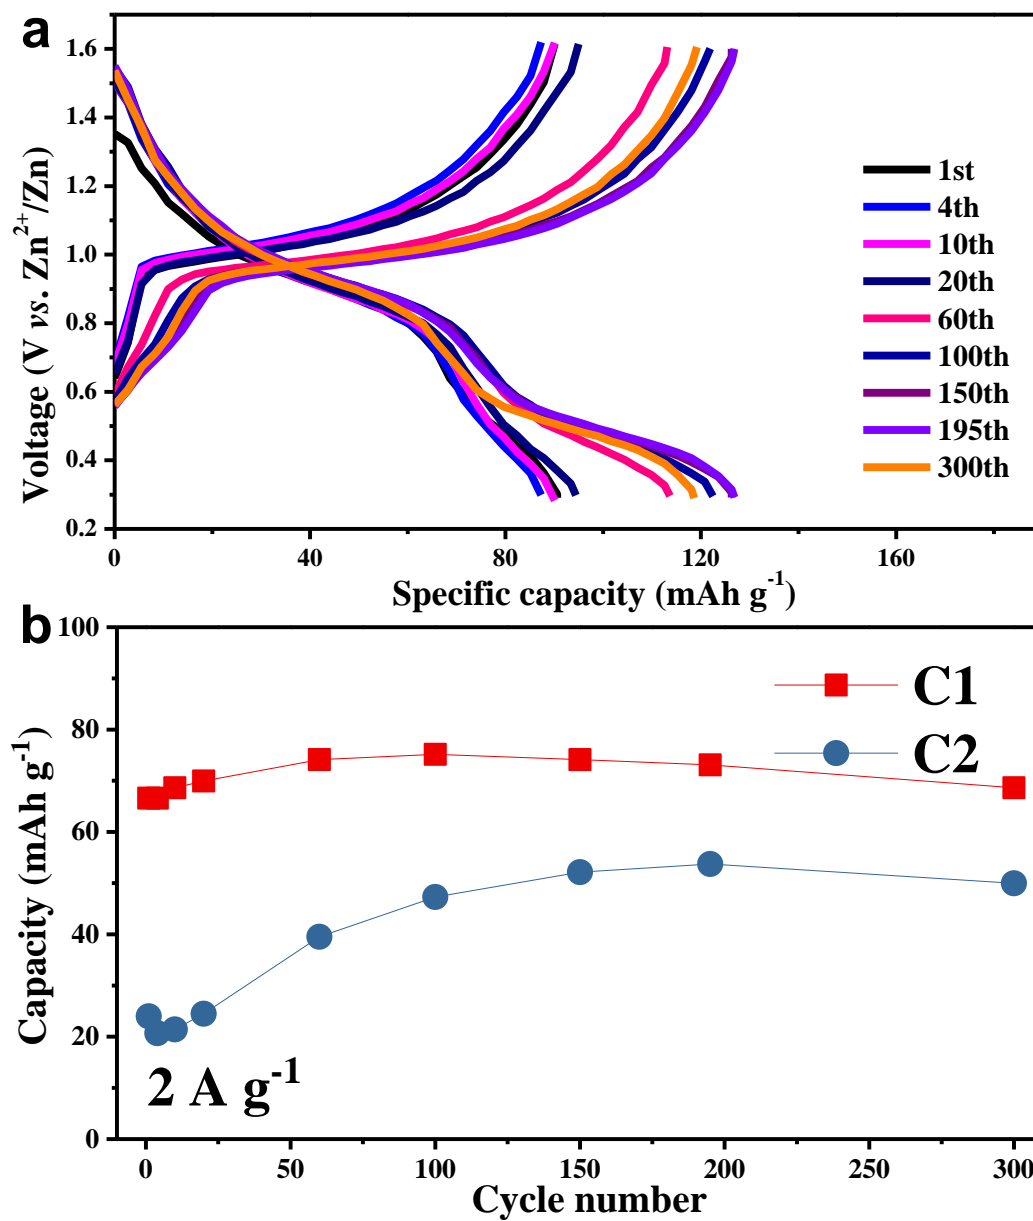 a
Voltage (V vs. Zn²⁺/Zn)
1.6
1.4
1.2
1.0
0.8
0.6
0.4
0.2
0
40
80
120
160
Specific capacity (mAh g⁻¹)
1st
4th
10th
20th
60th
100th
150th
195th
300th
b
Capacity (mAh g⁻¹)
100
80
60
40
20
0
C1
C2
2 A g⁻¹
0
50
100
150
200
250
300
Cycle number